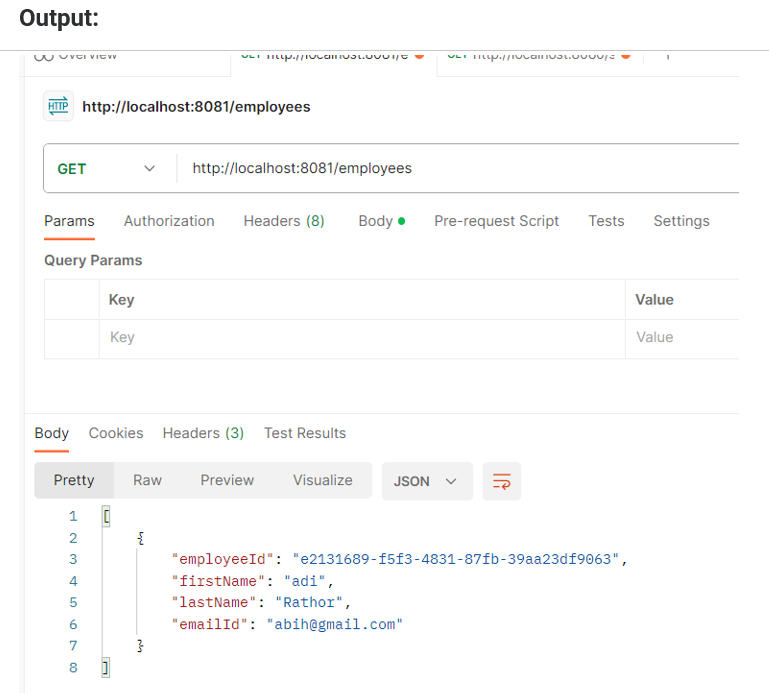 Output:
Overview GET http://localhost:8081/e GET http://localhost:8080/s +
HTTP http://localhost:8081/employees
GET http://localhost:8081/employees
Params Authorization Headers (8) Body Pre-request Script Tests Settings
Query Params
Key Value
Key Value
Body Cookies Headers (3) Test Results
Pretty Raw Preview Visualize JSON
1 [
2 {
3 "employeeId": "e2131689-f5f3-4831-87fb-39aa23df9063",
4 "firstName": "adi",
5 "lastName": "Rathor",
6 "emailId": "abih@gmail.com"
7 }
8 ]